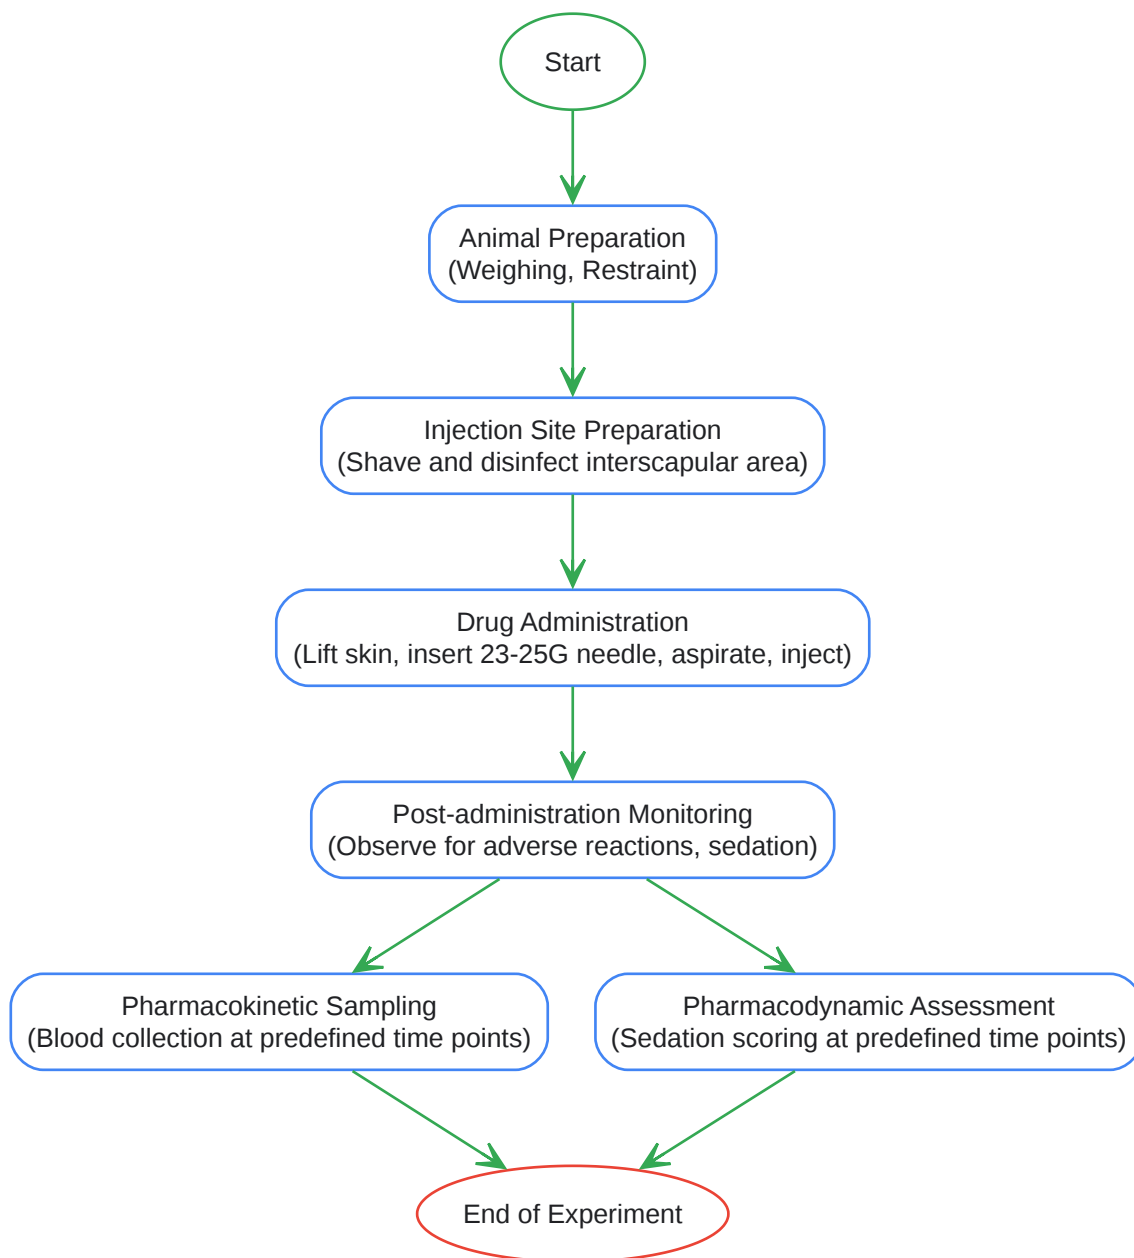 Start
Animal Preparation
(Weighing, Restraint)
Injection Site Preparation
(Shave and disinfect interscapular area)
Drug Administration
(Lift skin, insert 23-25G needle, aspirate, inject)
Post-administration Monitoring
(Observe for adverse reactions, sedation)
Pharmacokinetic Sampling
(Blood collection at predefined time points)
Pharmacodynamic Assessment
(Sedation scoring at predefined time points)
End of Experiment